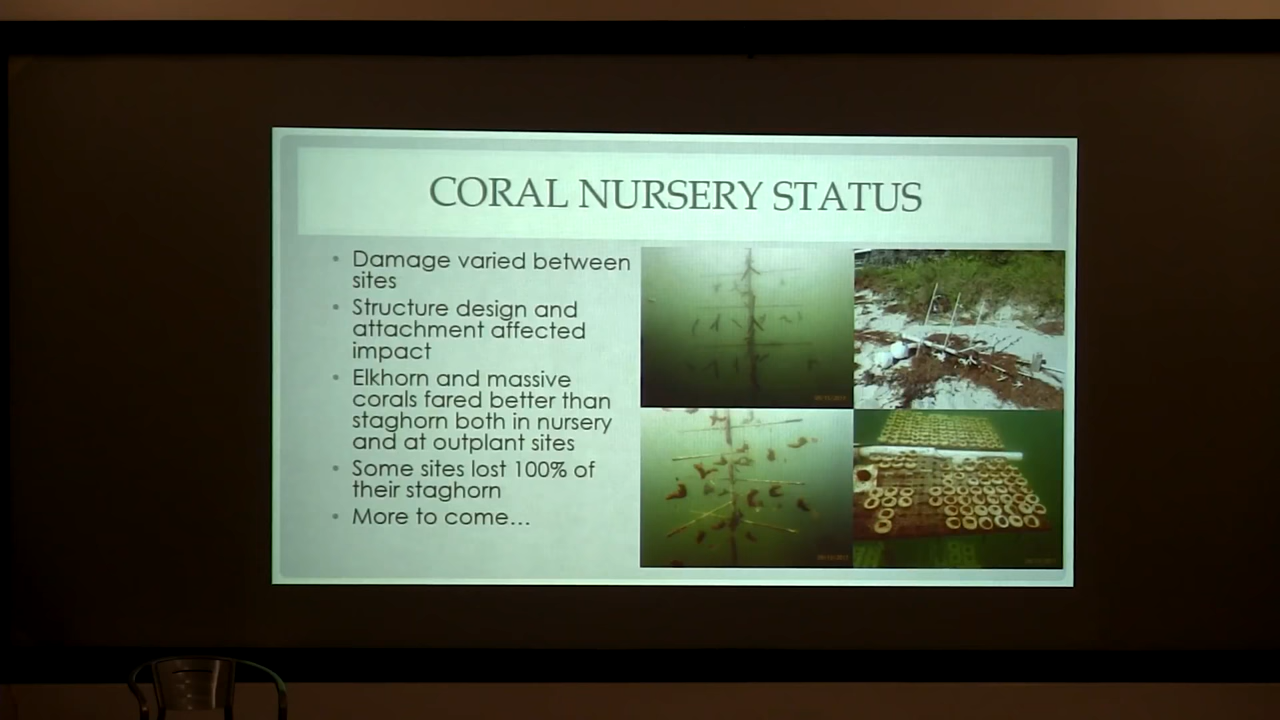 CORAL NURSERY STATUS
• Damage varied between
sites
• Structure design and
attachment affected
impact
• Elkhorn and massive
corals fared better than
staghorn both in nursery
and at outplant sites
• Some sites lost 100% of
their staghorn
• More to come...